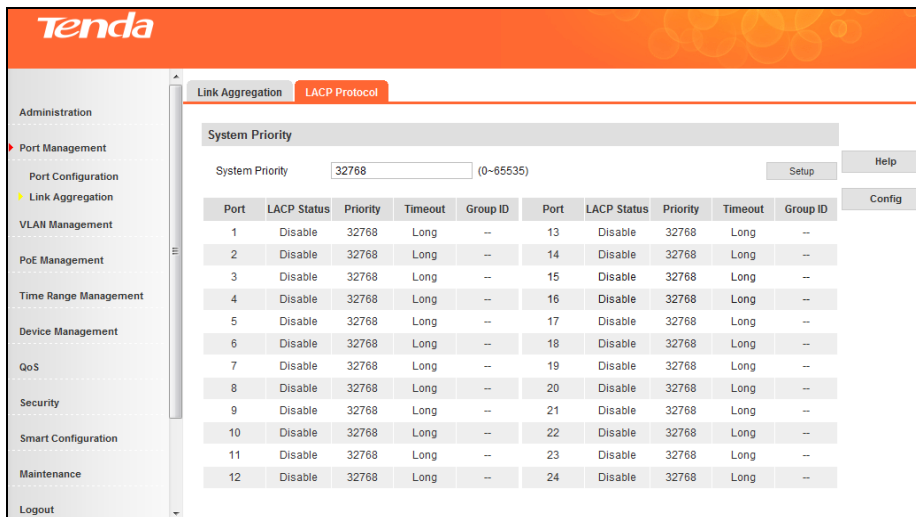 Tenda
Administration
Port Management
Port Configuration
Link Aggregation
VLAN Management
PoE Management
Time Range Management
Device Management
QoS
Security
Smart Configuration
Maintenance
Logout
Link Aggregation LACP Protocol
System Priority
System Priority 32768 (0~65535) Setup
Port LACP Status Priority Timeout Group ID Port LACP Status Priority Timeout Group ID
1 Disable 32768 Long -- 13 Disable 32768 Long --
2 Disable 32768 Long -- 14 Disable 32768 Long --
3 Disable 32768 Long -- 15 Disable 32768 Long --
4 Disable 32768 Long -- 16 Disable 32768 Long --
5 Disable 32768 Long -- 17 Disable 32768 Long --
6 Disable 32768 Long -- 18 Disable 32768 Long --
7 Disable 32768 Long -- 19 Disable 32768 Long --
8 Disable 32768 Long -- 20 Disable 32768 Long --
9 Disable 32768 Long -- 21 Disable 32768 Long --
10 Disable 32768 Long -- 22 Disable 32768 Long --
11 Disable 32768 Long -- 23 Disable 32768 Long --
12 Disable 32768 Long -- 24 Disable 32768 Long --
Help
Config